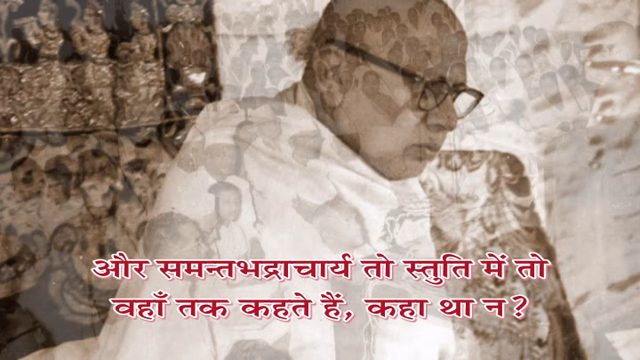 और समन्तभद्राचार्य तो स्तुति में तो
वहाँ तक कहते हैं, कहा था न?